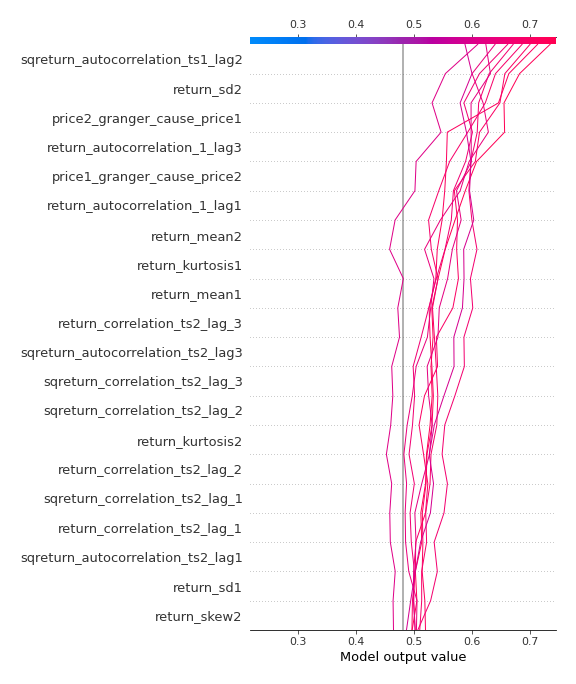 0.3 0.4 0.5 0.6 0.7
sqreturn_autocorrelation_ts1_lag2
return_sd2
price2_granger_cause_price1
return_autocorrelation_1_lag3
price1_granger_cause_price2
return_autocorrelation_1_lag1
return_mean2
return_kurtosis1
return_mean1
return_correlation_ts2_lag_3
sqreturn_autocorrelation_ts2_lag3
sqreturn_correlation_ts2_lag_3
sqreturn_correlation_ts2_lag_2
return_kurtosis2
return_correlation_ts2_lag_2
sqreturn_correlation_ts2_lag_1
return_correlation_ts2_lag_1
sqreturn_autocorrelation_ts2_lag1
return_sd1
return_skew2
0.3 0.4 0.5 0.6 0.7
Model output value